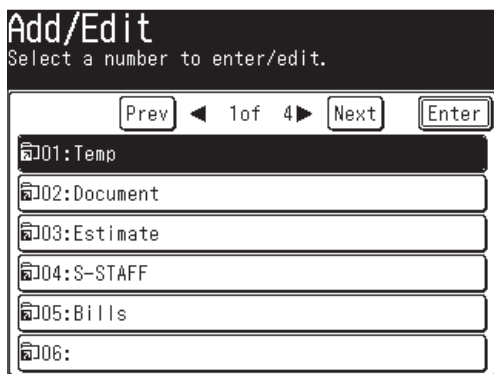 Add/Edit
Select a number to enter/edit.
Prev ◀ 1of 4▶ Next Enter
01:Temp
02:Document
03:Estimate
04:S-STAFF
05:Bills
06: